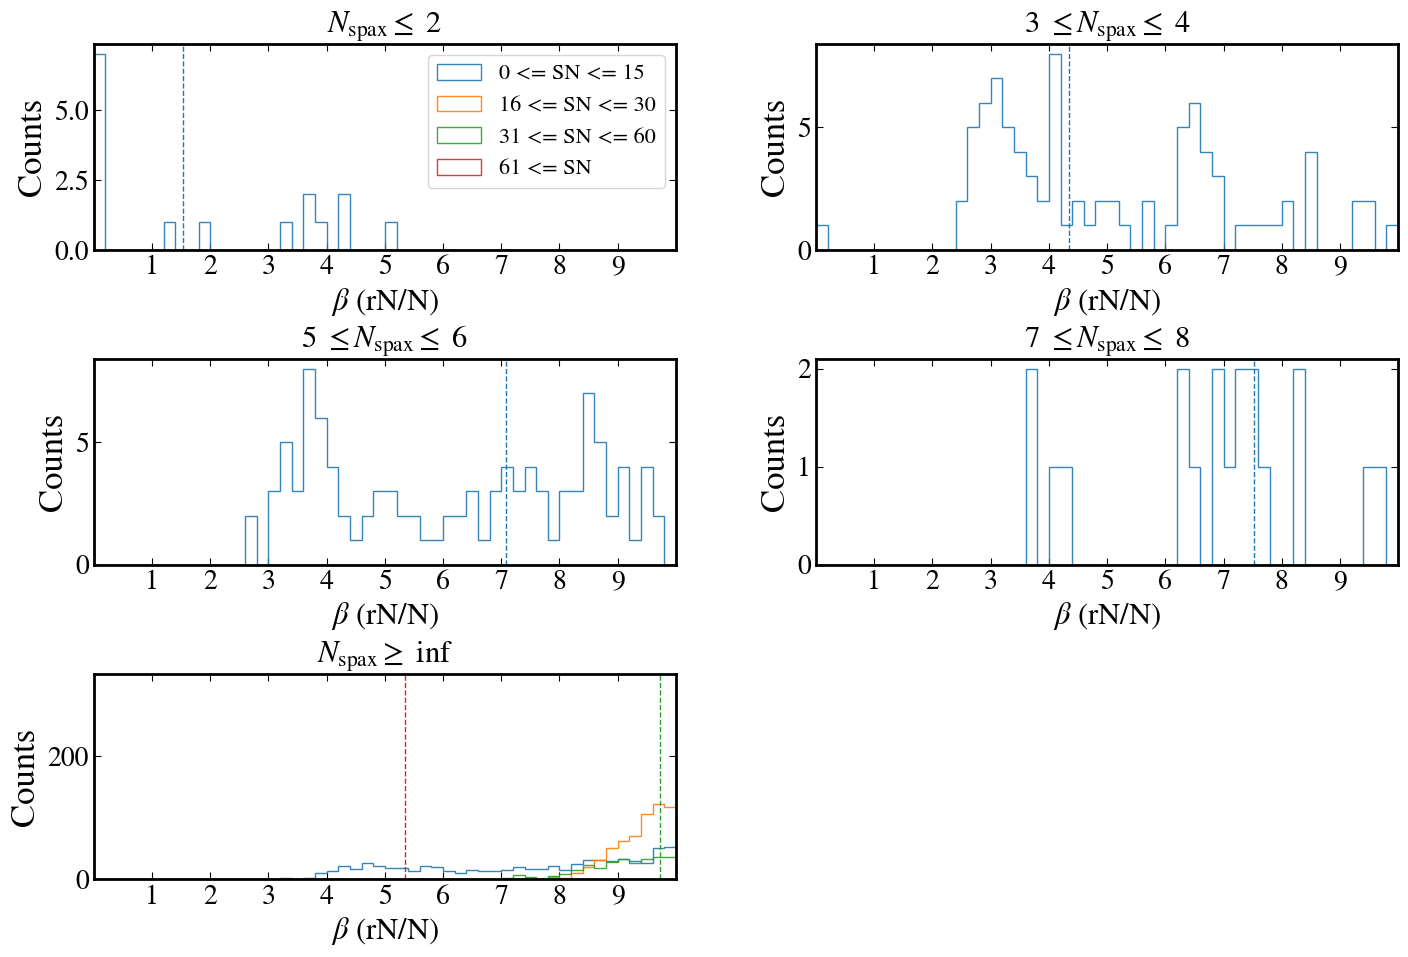 N_spax ≤ 2
Counts
5.0
2.5
0.0
0 <= SN <= 15
16 <= SN <= 30
31 <= SN <= 60
61 <= SN
1 2 3 4 5 6 7 8 9
β (rN/N)
3 ≤ N_spax ≤ 4
Counts
5
0
1 2 3 4 5 6 7 8 9
β (rN/N)
5 ≤ N_spax ≤ 6
Counts
5
0
1 2 3 4 5 6 7 8 9
β (rN/N)
7 ≤ N_spax ≤ 8
Counts
2
1
0
1 2 3 4 5 6 7 8 9
β (rN/N)
N_spax ≥ inf
Counts
200
0
1 2 3 4 5 6 7 8 9
β (rN/N)